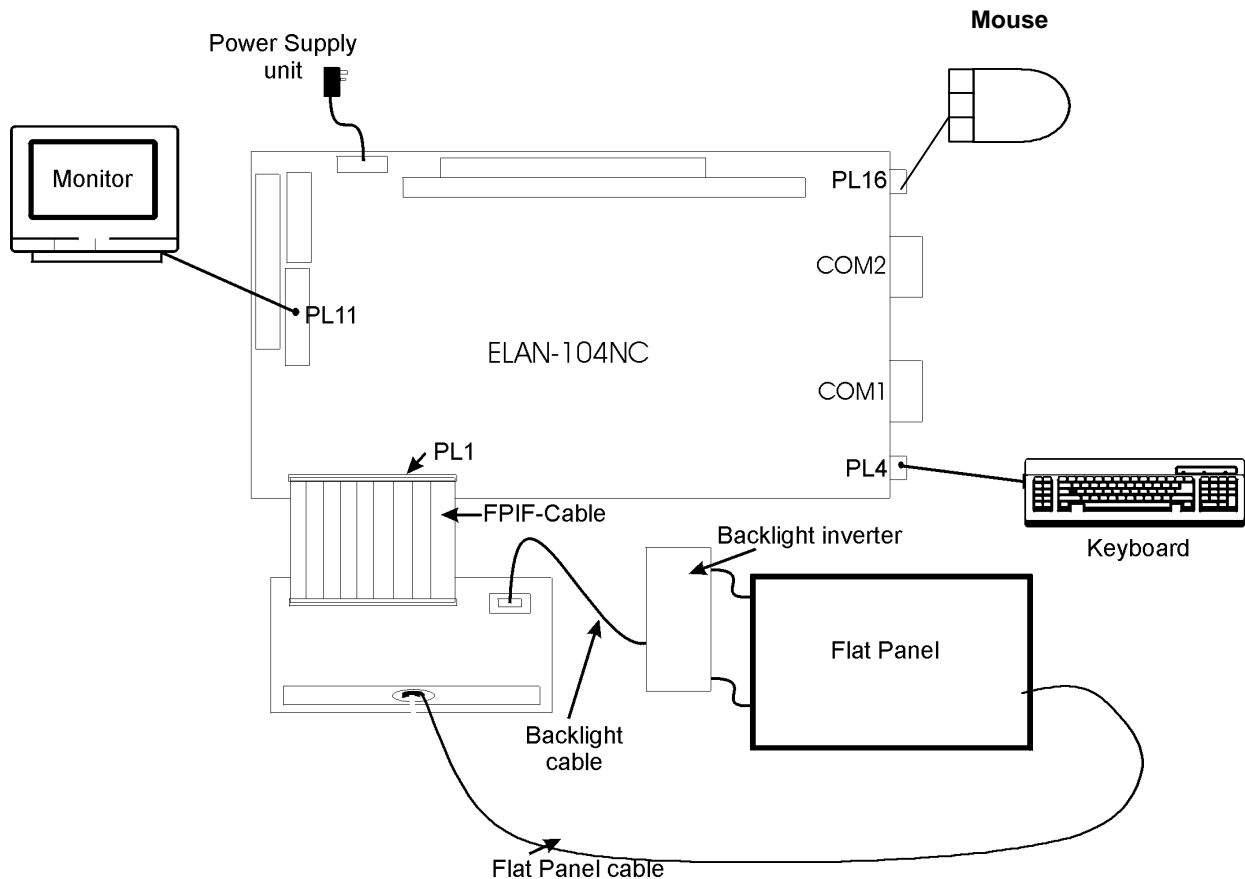 Mouse
Power Supply
unit
Monitor
PL16
COM2
PL11
ELAN-104NC
COM1
PL1
PL4
FPIF-Cable
Backlight inverter
Keyboard
Flat Panel
Backlight
cable
Flat Panel cable